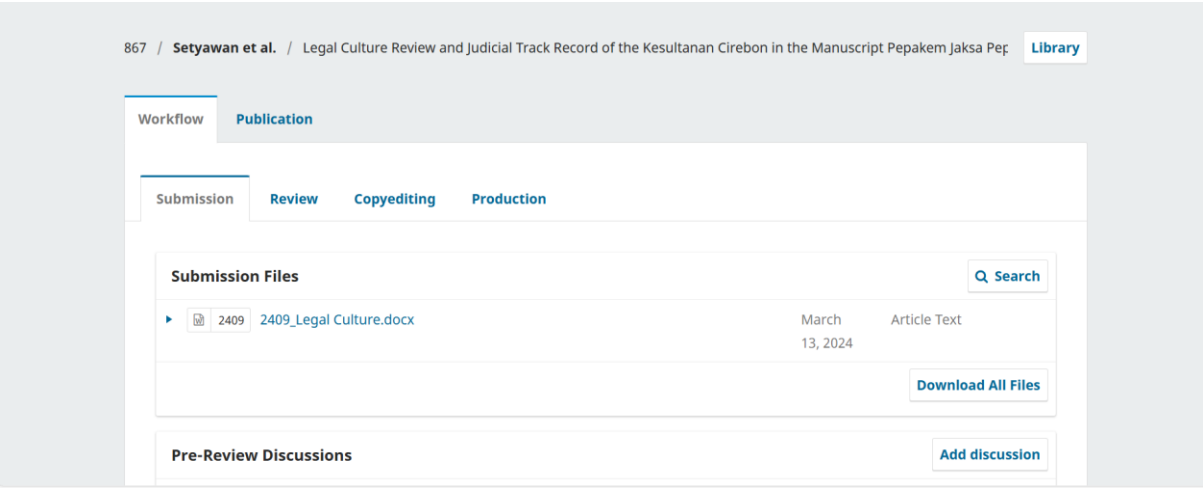 867 / Setyawan et al. / Legal Culture Review and Judicial Track Record of the Kesultanan Cirebon in the Manuscript Pepakem Jaksa Pep Library
Workflow Publication
Submission Review Copyediting Production
Submission Files Search
2409 2409_Legal Culture.docx March 13, 2024 Article Text
Download All Files
Pre-Review Discussions Add discussion